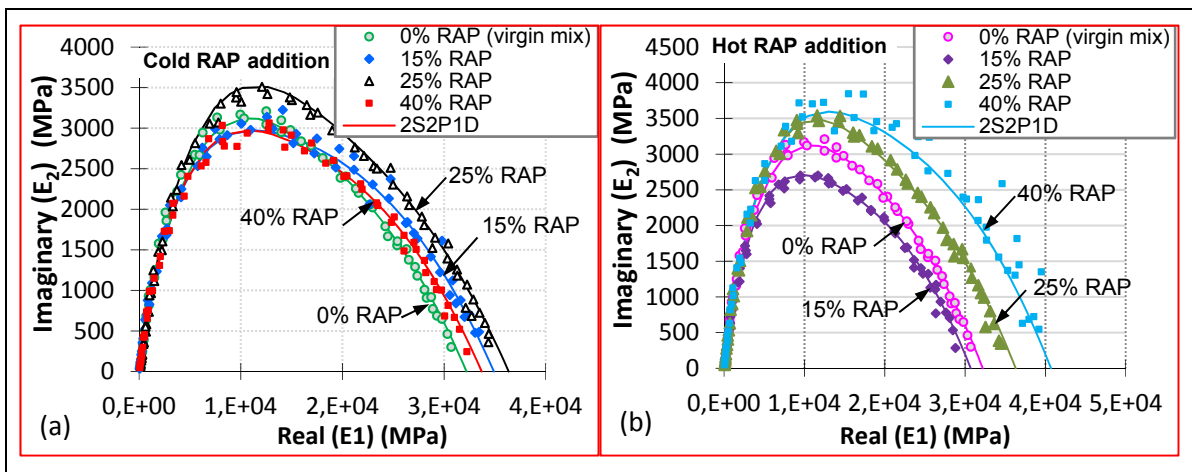 Cold RAP addition
0% RAP (virgin mix)
15% RAP
25% RAP
40% RAP
2S2P1D
4000
3500
3000
2500
2000
1500
1000
500
0
Imaginary (E2) (MPa)
25% RAP
40% RAP
15% RAP
0% RAP
0,E+00
1,E+04
2,E+04
3,E+04
4,E+04
(a)
Real (E1) (MPa)
Hot RAP addition
0% RAP (virgin mix)
15% RAP
25% RAP
40% RAP
2S2P1D
4500
4000
3500
3000
2500
2000
1500
1000
500
0
Imaginary (E2) (MPa)
40% RAP
0% RAP
25% RAP
15% RAP
0,E+00
1,E+04
2,E+04
3,E+04
4,E+04
5,E+04
(b)
Real (E1) (MPa)